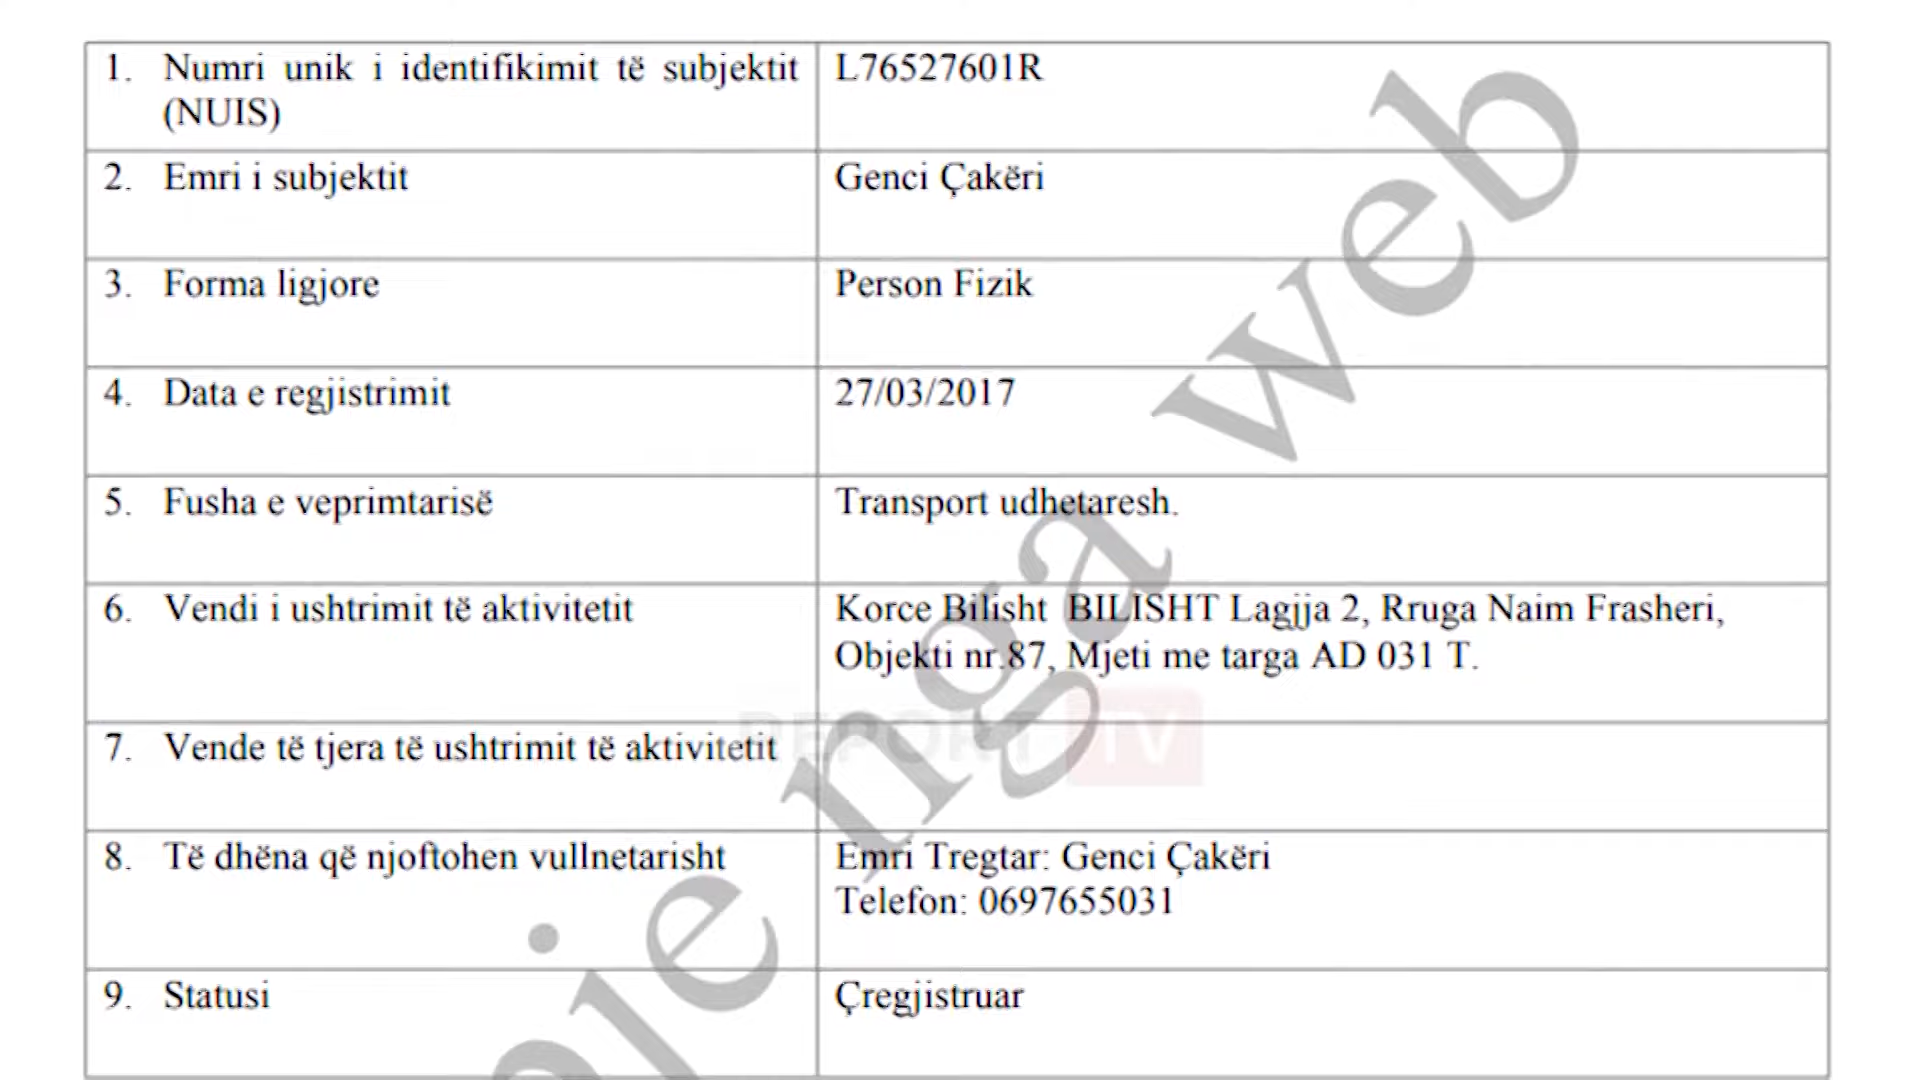 1. Numri unik i identifikimit të subjektit
(NUIS)
L76527601R
2. Emri i subjektit
Genci Çakëri
3. Forma ligjore
Person Fizik
4. Data e regjistrimit
27/03/2017
5. Fusha e veprimtarisë
Transport udhetaresh.
6. Vendi i ushtrimit të aktivitetit
Korce Bilisht BILISHT Lagjja 2, Rruga Naim Frasheri,
Objekti nr.87, Mjeti me targa AD 031 T.
7. Vende të tjera të ushtrimit të aktivitetit
8. Të dhëna që njoftohen vullnetarisht
Emri Tregtar: Genci Çakëri
Telefon: 0697655031
9. Statusi
Çregjistruar
nga web
REPORT TV